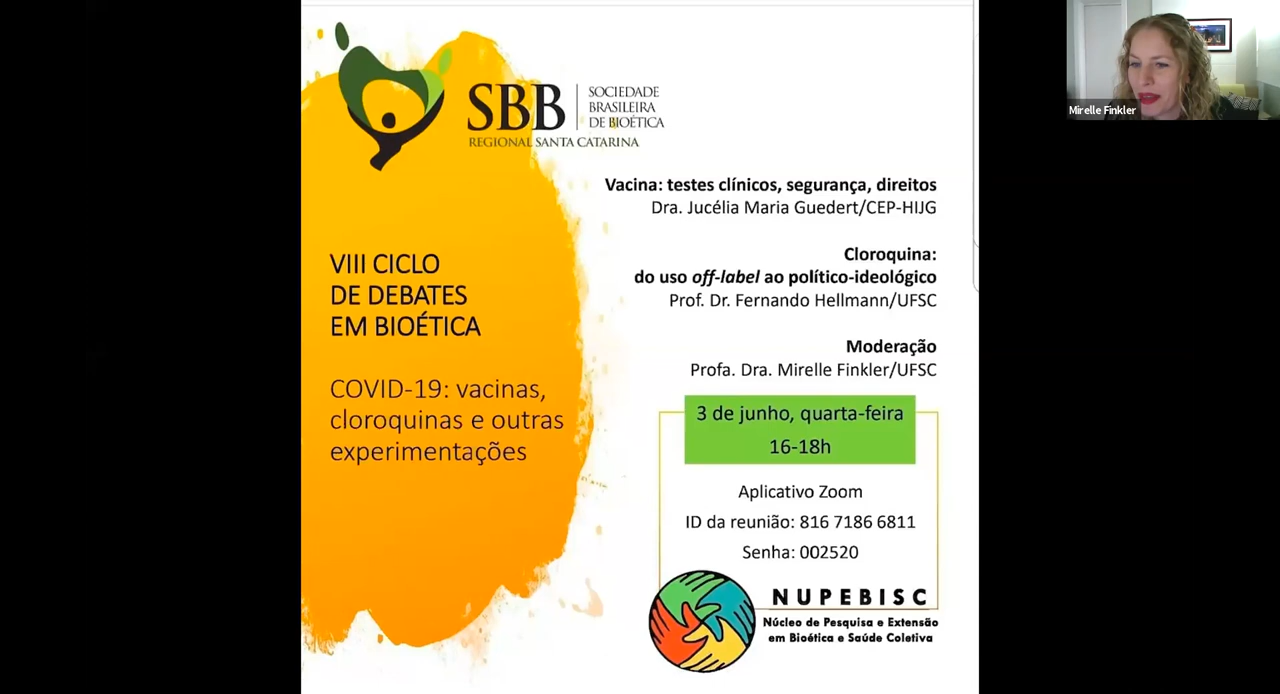 SBB
SOCIEDADE
BRASILEIRA
DE BIOÉTICA
REGIONAL SANTA CATARINA
VIII CICLO
DE DEBATES
EM BIOÉTICA
COVID-19: vacinas,
cloroquinas e outras
experimentações
Vacina: testes clínicos, segurança, direitos
Dra. Jucélia Maria Guedert/CEP-HIJG
Cloroquina:
do uso off-label ao político-ideológico
Prof. Dr. Fernando Hellmann/UFSC
Moderação
Profa. Dra. Mirelle Finkler/UFSC
3 de junho, quarta-feira
16-18h
Aplicativo Zoom
ID da reunião: 816 7186 6811
Senha: 002520
NUPEBISC
Núcleo de Pesquisa e Extensão
em Bioética e Saúde Coletiva
Mirelle Finkler